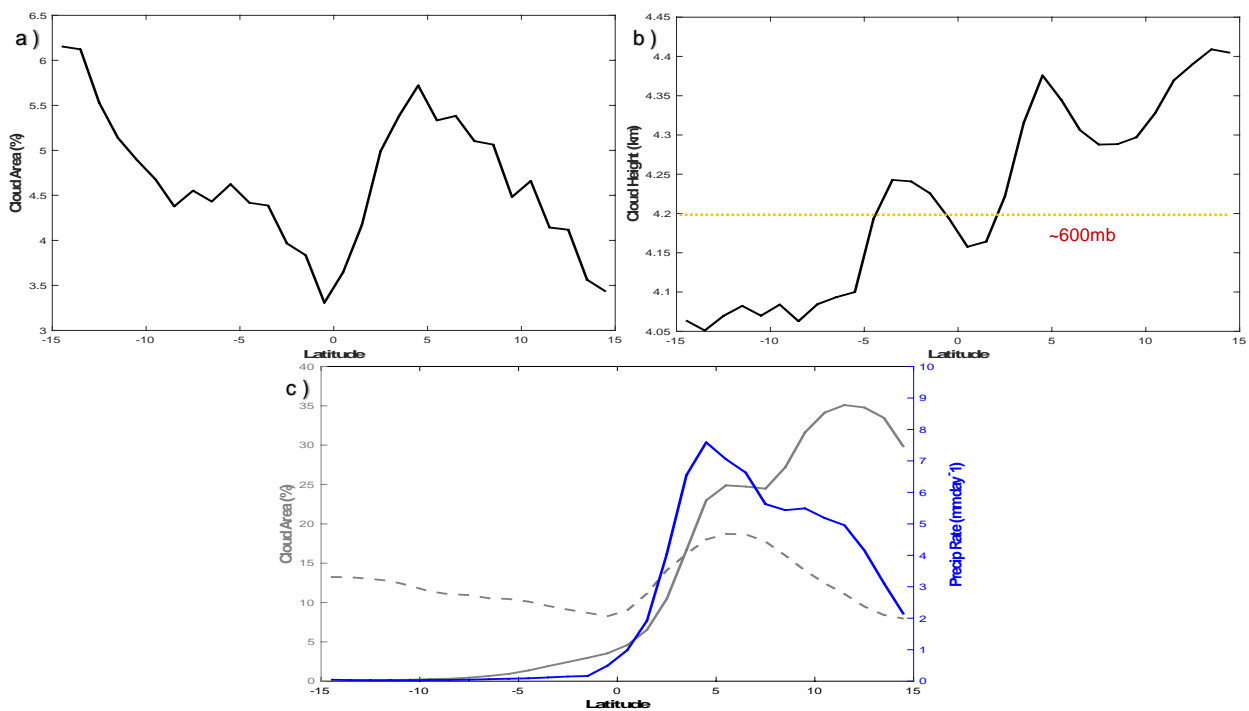 a )
6.5
6
5.5
5
4.5
4
3.5
3
Cloud Area (%)
-15 -10 -5 0 5 10 15
Latitude
b )
4.45
4.4
4.35
4.3
4.25
4.2
4.15
4.1
4.05
Cloud Height (km)
~600mb
-15 -10 -5 0 5 10 15
Latitude
c )
40
35
30
25
20
15
10
5
0
Cloud Area (%)
10
9
8
7
6
5
4
3
2
1
0
Precip Rate (mmday-1)
-15 -10 -5 0 5 10 15
Latitude